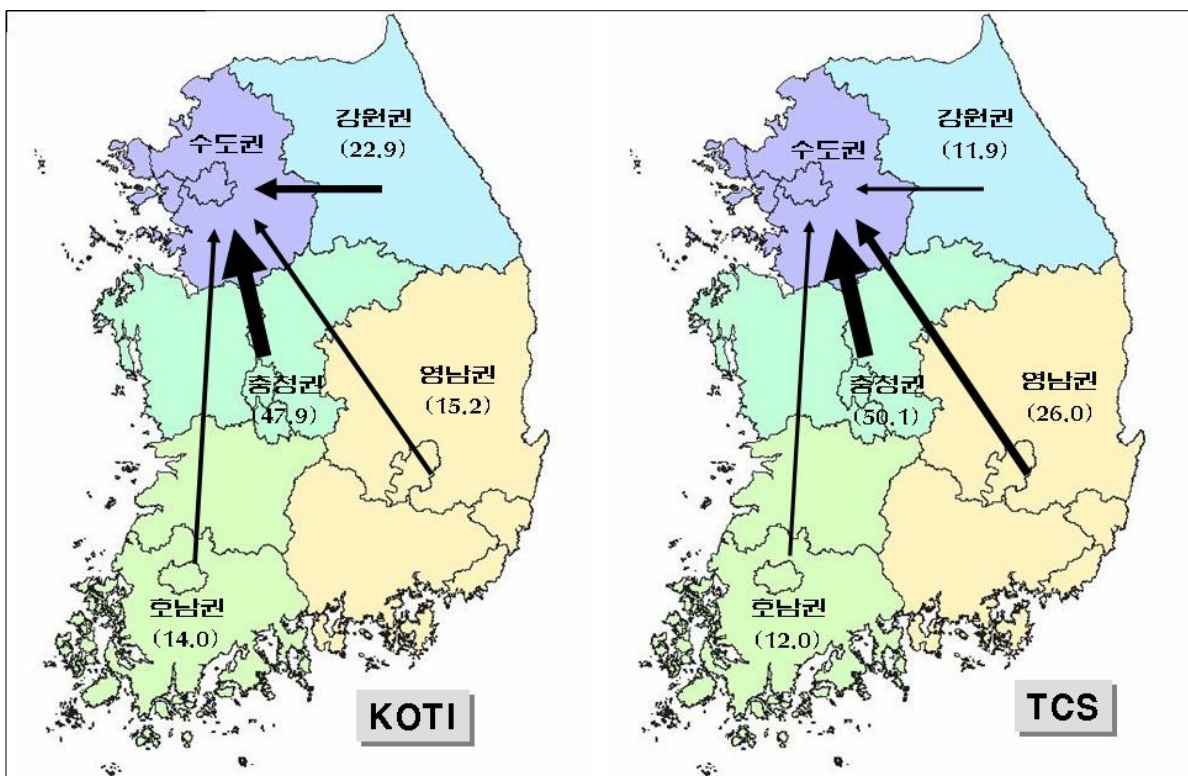 강원권
(22.9)
수도권
충청권
(47.9)
영남권
(15.2)
호남권
(14.0)
KOTI
강원권
(11.9)
수도권
충청권
(50.1)
영남권
(26.0)
호남권
(12.0)
TCS